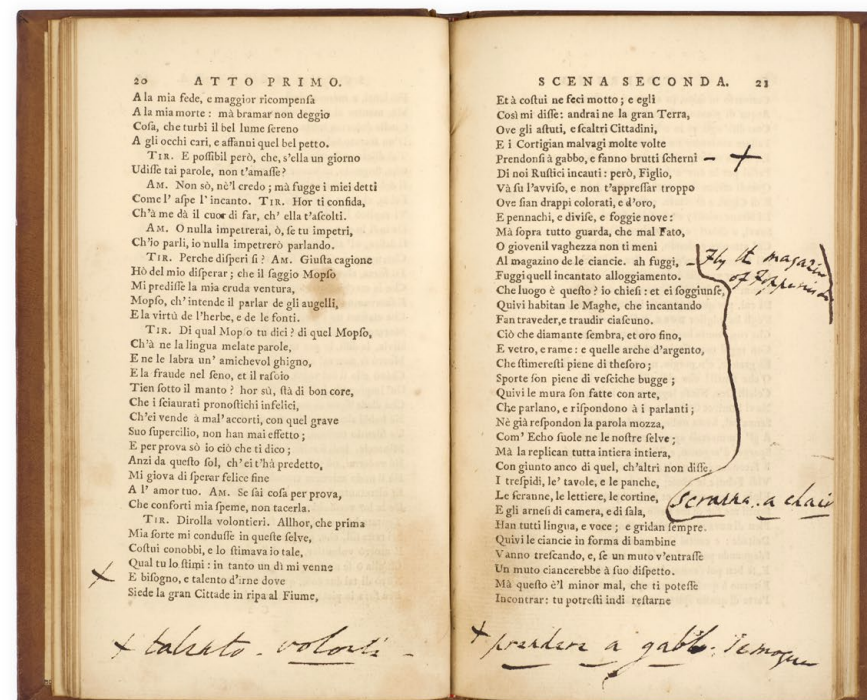 20 ATTO PRIMO.
A la mia fede, e maggior ricompenſa
A la mia morte : mà bramar non deggio
Coſa, che turbi il bel lume ſereno
A gli occhi cari, e affanni quel bel petto.
TIR. E poſſibil però, che, s'ella un giorno
Udiſſe tai parole, non t'amaſſe?
AM. Non sò, nè'l credo ; mà fugge i miei detti
Come l' aſpe l' incanto. TIR. Hor ti confida,
Ch'à me dà il cuor di far, ch' ella t'aſcolti.
AM. O nulla impetrerai, ò, ſe tu impetri,
Ch'io parli, io nulla impetrerò parlando.
TIR. Perche diſperi ſi? AM. Giuſta cagione
Hò del mio diſperar ; che il ſaggio Mopſo
Mi prediſſe la mia cruda ventura,
Mopſo, ch' intende il parlar de gli augelli,
E la virtù de l'herbe, e de le fonti.
TIR. Di qual Mopſo tu dici? di quel Mopſo,
Ch'à ne la lingua melate parole,
E ne le labra un' amichevol ghigno,
E la fraude nel ſeno, et il raſoio
Tien ſotto il manto? hor sù, ſtà di bon core,
Che i ſciaurati pronoſtichi infelici,
Ch'ei vende à mal'accorti, con quel grave
Suo ſupercilio, non han mai effetto ;
E per prova sò io ciò che ti dico ;
Anzi da queſto ſol, ch' ei t'hà predetto,
Mi giova di ſperar felice fine
A l' amor tuo. AM. Se ſai coſa per prova,
Che conforti mia ſpeme, non tacerla.
TIR. Dirolla volontieri. Allhor, che prima
Mia ſorte mi conduſſe in queſte ſelve,
Coſtui conobbi, e lo ſtimava io tale,
Qual tu lo ſtimi : in tanto un dì mi venne
+ E biſogno, e talento d'irne dove
Siede la gran Cittade in ripa al Fiume,
+ talento - volonti -
SCENA SECONDA. 21
Et à coſtui ne feci motto ; e egli
Così mi diſſe : andrai ne la gran Terra,
Ove gli aſtuti, e ſcaltri Cittadini,
E i Cortigian malvagi molte volte
Prendonſi à gabbo, e fanno brutti ſcherni - +
Di noi Ruſtici incauti : però, Figlio,
Và ſu l'avviſo, e non t'appreſſar troppo
Ove ſian drappi colorati, e d'oro,
E pennachi, e diviſe, e foggie nove :
Mà ſopra tutto guarda, che mal Fato,
O giovenil vaghezza non ti meni
Al magazino de le ciancie. ah fuggi, - Fly the magazine
Fuggi quell incantato alloggiamento. of
Che luogo è queſto? io chieſi : et ei ſoggiunſe,
Quivi habitan le Maghe, che incantando
Fan traveder, e traudir ciaſcuno.
Ciò che diamante ſembra, et oro fino,
E vetro, e rame : e quelle arche d'argento,
Che ſtimereſti piene di theſoro ;
Sporte ſon piene di veſciche bugge ;
Quivi le mura ſon fatte con arte,
Che parlano, e riſpondono à i parlanti ;
Nè già reſpondon la parola mozza,
Com' Echo ſuole ne le noſtre ſelve ;
Mà la replican tutta intiera intiera,
Con giunto anco di quel, ch'altri non diſſe.
I treſpidi, le' tavole, e le panche,
Le ſcranne, le lettiere, le cortine, scranna. a chair
E gli arneſi di camera, e di ſala,
Han tutti lingua, e voce ; e gridan ſempre.
Quivi le ciancie in forma di bambine
Vanno treſcando, e, ſe un muto v'entraſſe
Un muto ciancerebbe à ſuo diſpetto.
Mà queſto è'l minor mal, che ti poteſſe
Incontrar : tu potreſti indi reſtarne
+ prendere a gabbo.